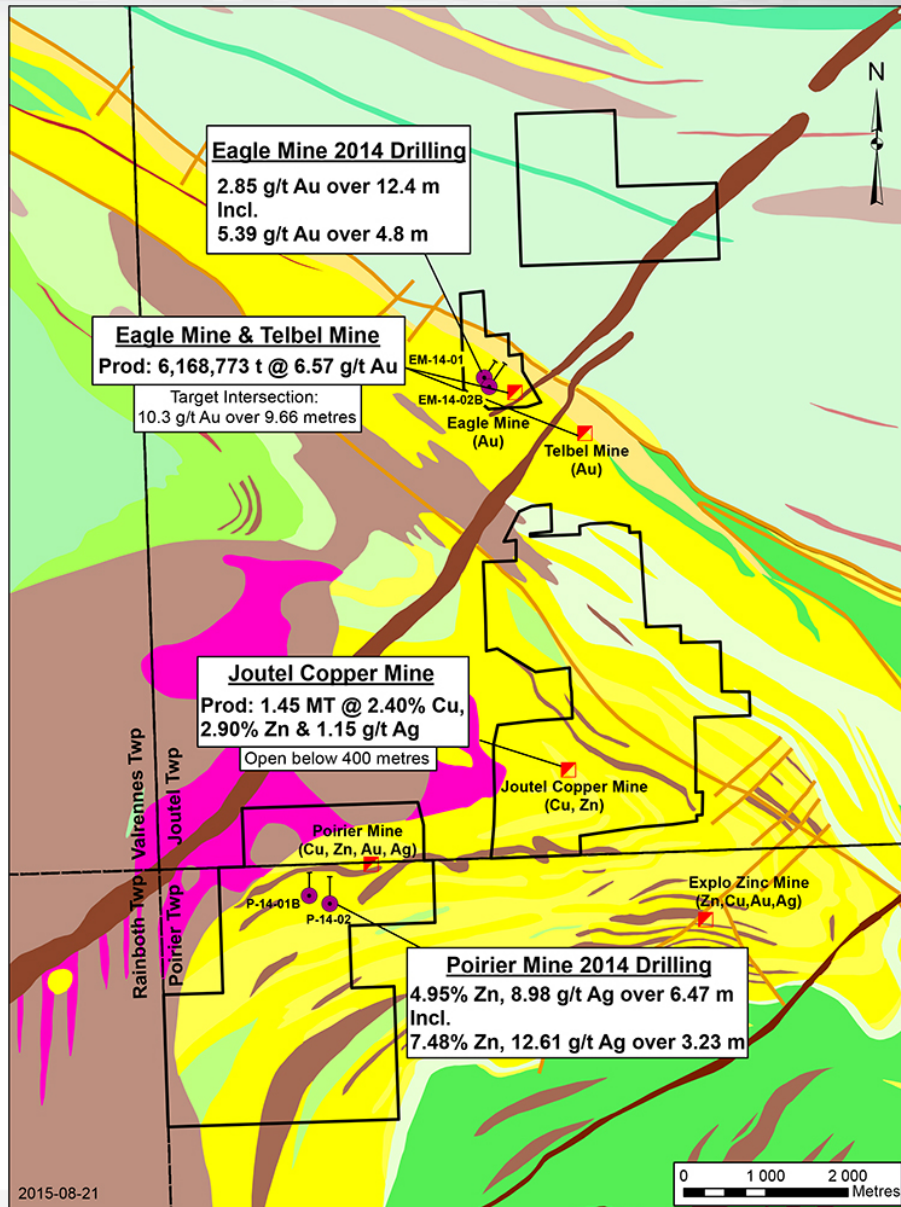 N
Eagle Mine 2014 Drilling
2.85 g/t Au over 12.4 m
Incl.
5.39 g/t Au over 4.8 m
Eagle Mine & Telbel Mine
Prod: 6,168,773 t @ 6.57 g/t Au
Target Intersection:
10.3 g/t Au over 9.66 metres
EM-14-01
EM-14-02B
Eagle Mine
(Au)
Telbel Mine
(Au)
Joutel Copper Mine
Prod: 1.45 MT @ 2.40% Cu,
2.90% Zn & 1.15 g/t Ag
Open below 400 metres
Joutel Copper Mine
(Cu, Zn)
Valrennes Twp
Joutel Twp
Rainboth Twp
Poirier Twp
Poirier Mine
(Cu, Zn, Au, Ag)
P-14-01B
P-14-02
Explo Zinc Mine
(Zn,Cu,Au,Ag)
Poirier Mine 2014 Drilling
4.95% Zn, 8.98 g/t Ag over 6.47 m
Incl.
7.48% Zn, 12.61 g/t Ag over 3.23 m
2015-08-21
0 1 000 2 000
Metres